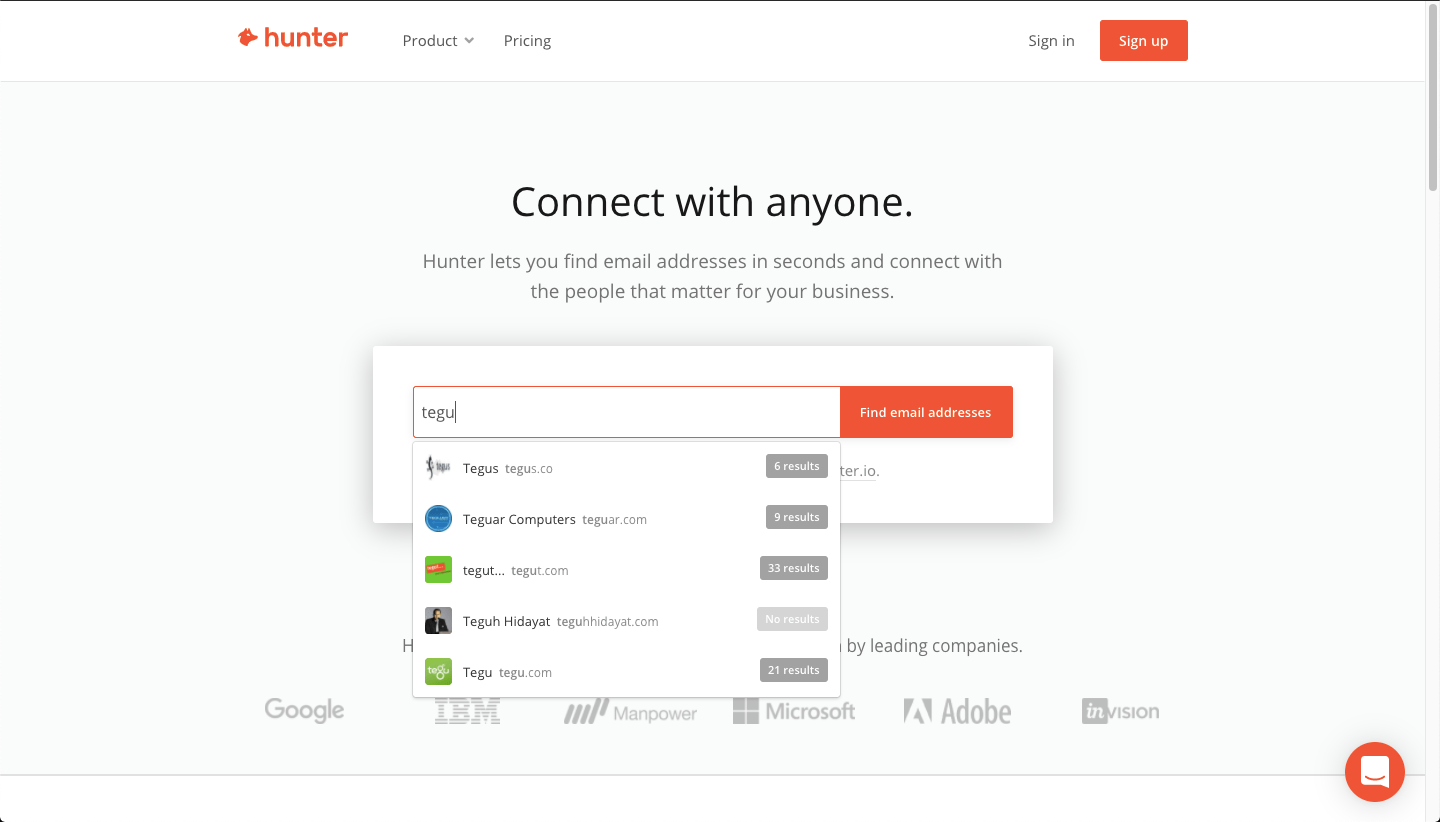 hunter
Product
Pricing
Sign in
Sign up
Connect with anyone.
Hunter lets you find email addresses in seconds and connect with
the people that matter for your business.
tegu
Find email addresses
Tegus tegus.co 6 results
ter.io.
Teguar Computers teguar.com 9 results
tegut... tegut.com 33 results
Teguh Hidayat teguhhidayat.com No results
by leading companies.
Tegu tegu.com 21 results
Google IBM Manpower Microsoft Adobe invision